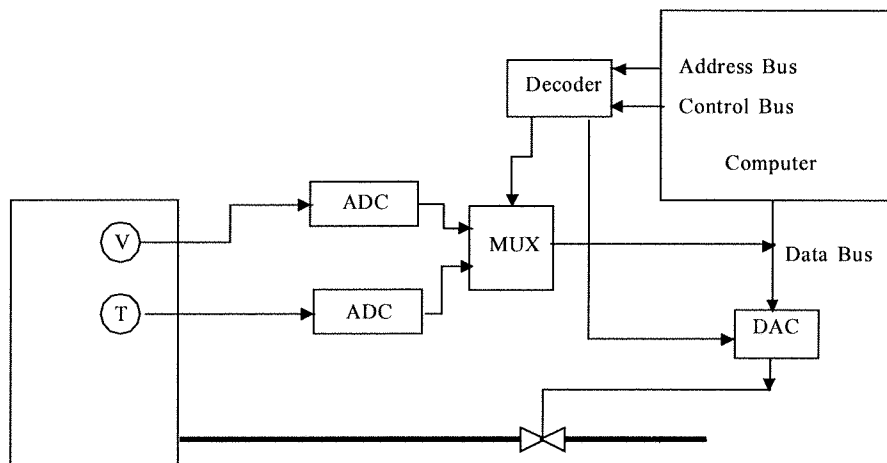 Address Bus
Decoder
Control Bus
Computer
ADC
V
MUX
Data Bus
T
ADC
DAC